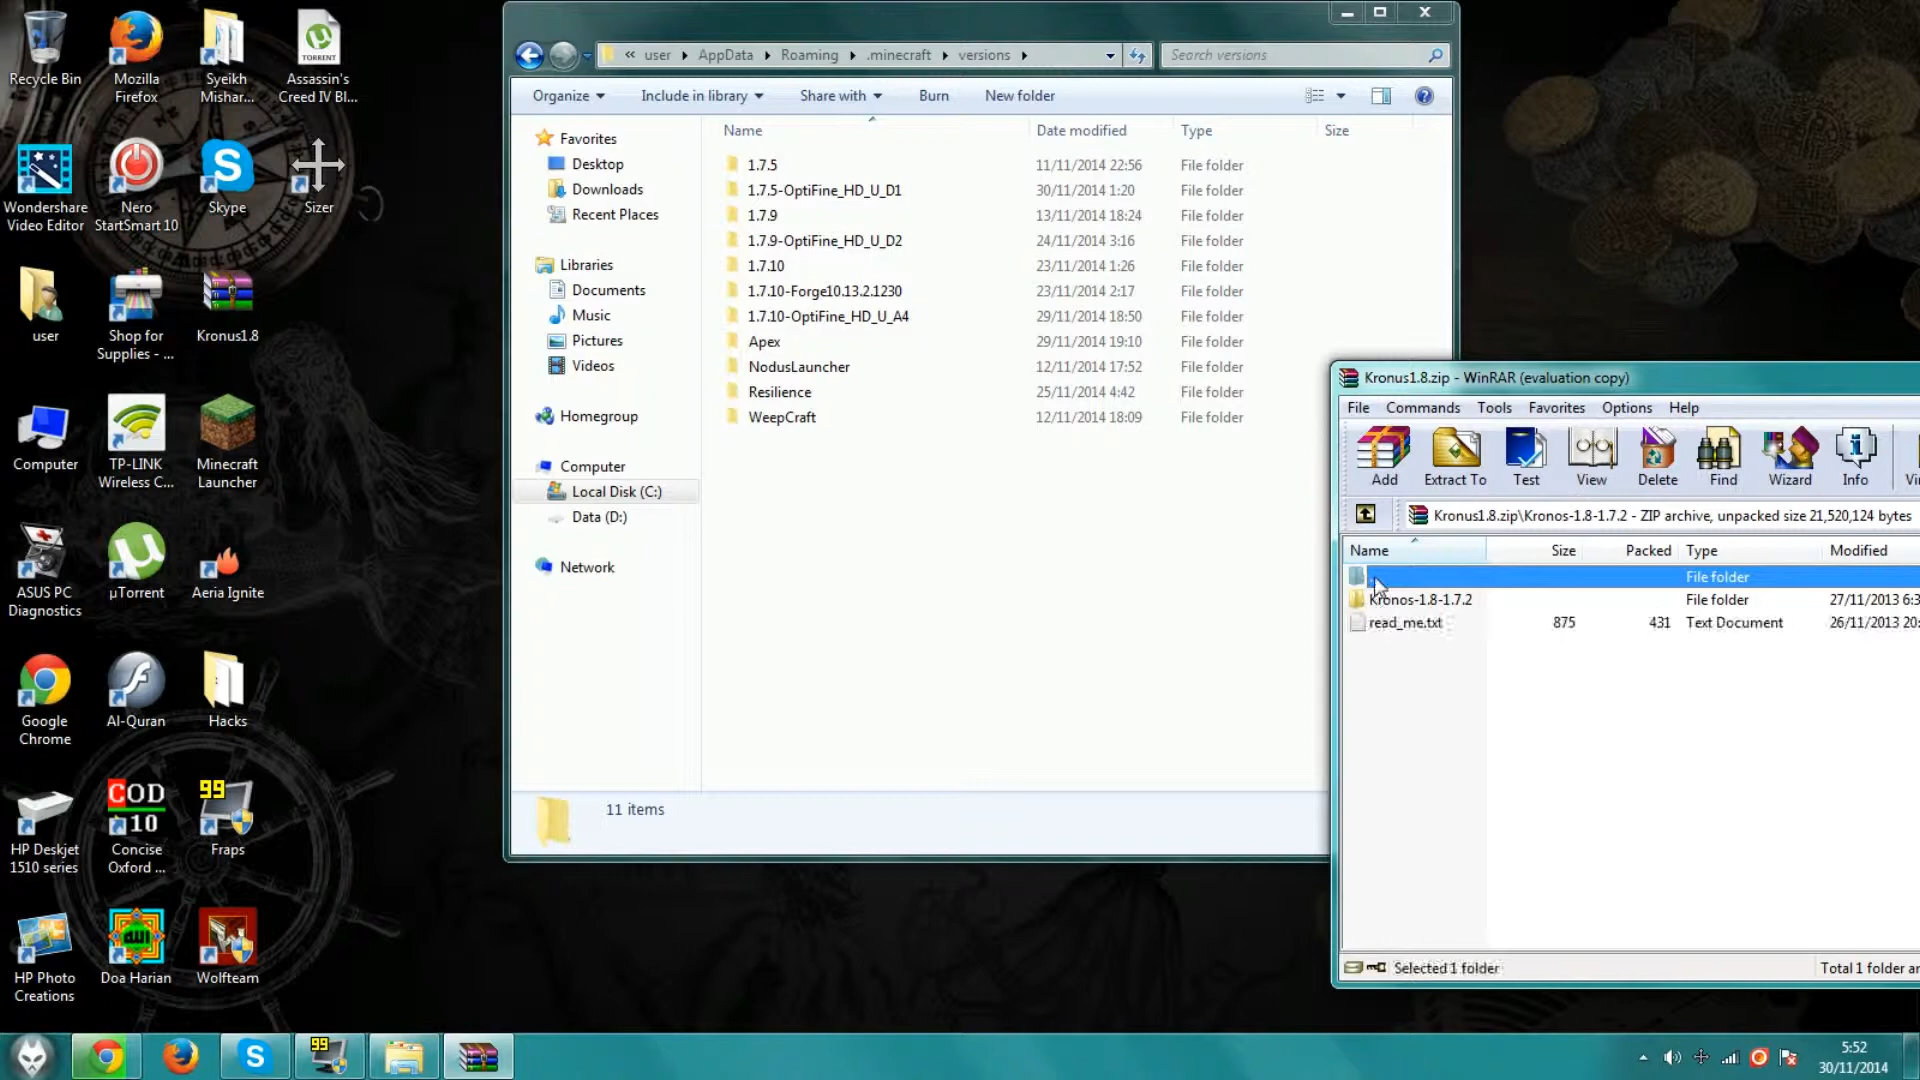 Recycle Bin
Mozilla
Firefox
Syeikh
Mishar...
TORRENT
Assassin's
Creed IV Bl...
Wondershare
Video Editor
Nero
StartSmart 10
Skype
Sizer
user
Shop for
Supplies - ...
Kronus1.8
Computer
TP-LINK
Wireless C...
Minecraft
Launcher
ASUS PC
Diagnostics
µTorrent
Aeria Ignite
Google
Chrome
Al-Quran
Hacks
COD
10
99
HP Deskjet
1510 series
Concise
Oxford ...
Fraps
HP Photo
Creations
Doa Harian
Wolfteam
« user AppData Roaming .minecraft versions
Search versions
Organize Include in library Share with Burn New folder
Name Date modified Type Size
Favorites
Desktop
Downloads
Recent Places
Libraries
Documents
Music
Pictures
Videos
Homegroup
Computer
Local Disk (C:)
Data (D:)
Network
1.7.5 11/11/2014 22:56 File folder
1.7.5-OptiFine_HD_U_D1 30/11/2014 1:20 File folder
1.7.9 13/11/2014 18:24 File folder
1.7.9-OptiFine_HD_U_D2 24/11/2014 3:16 File folder
1.7.10 23/11/2014 1:26 File folder
1.7.10-Forge10.13.2.1230 23/11/2014 2:17 File folder
1.7.10-OptiFine_HD_U_A4 29/11/2014 18:50 File folder
Apex 29/11/2014 19:10 File folder
NodusLauncher 12/11/2014 17:52 File folder
Resilience 25/11/2014 4:42 File folder
WeepCraft 12/11/2014 18:09 File folder
11 items
Kronus1.8.zip - WinRAR (evaluation copy)
File Commands Tools Favorites Options Help
Add Extract To Test View Delete Find Wizard Info
Kronus1.8.zip\Kronos-1.8-1.7.2 - ZIP archive, unpacked size 21,520,124 bytes
Name Size Packed Type Modified
File folder
Kronos-1.8-1.7.2 File folder 27/11/2013 6:3
read_me.txt 875 431 Text Document 26/11/2013 20:
Selected 1 folder
Total 1 folder
99
5:52
30/11/2014